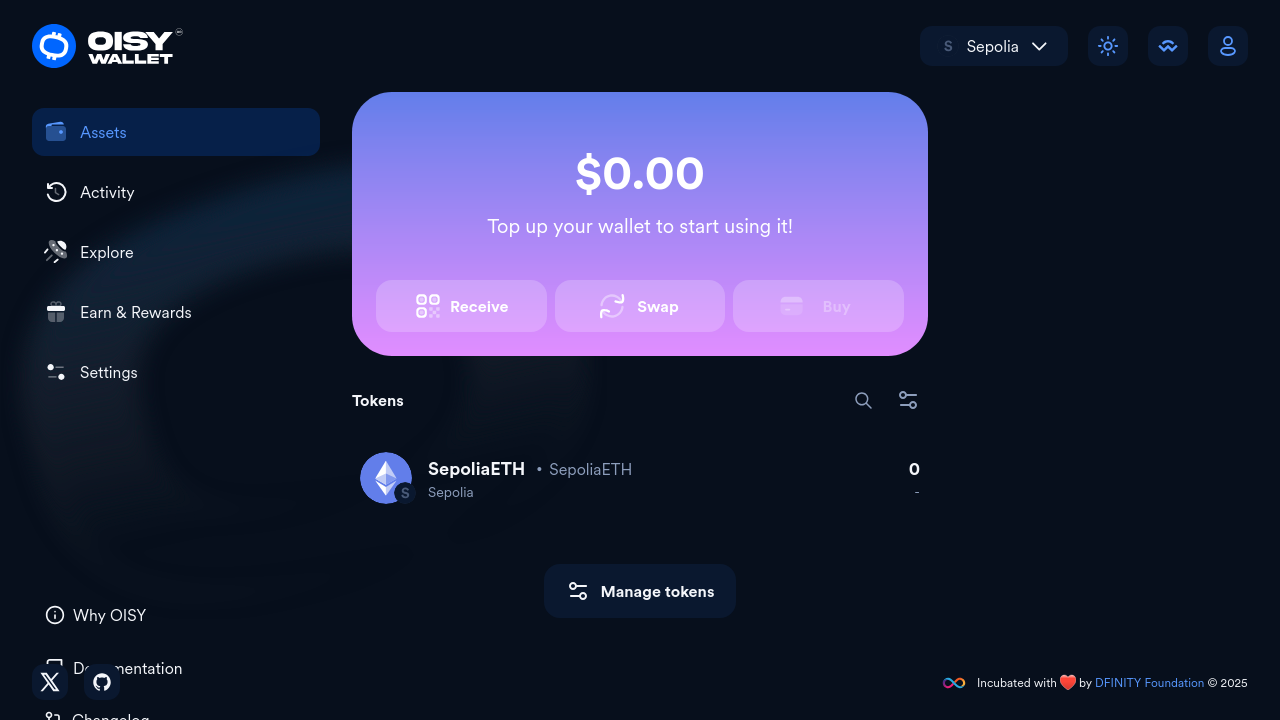 OISY
WALLET
S Sepolia
Assets
Activity
Explore
Earn & Rewards
Settings
$0.00
Top up your wallet to start using it!
Receive
Swap
Buy
Tokens
SepoliaETH • SepoliaETH
0
S
Sepolia
-
Manage tokens
Why OISY
Documentation
Changelog
Incubated with ❤️ by DFINITY Foundation © 2025